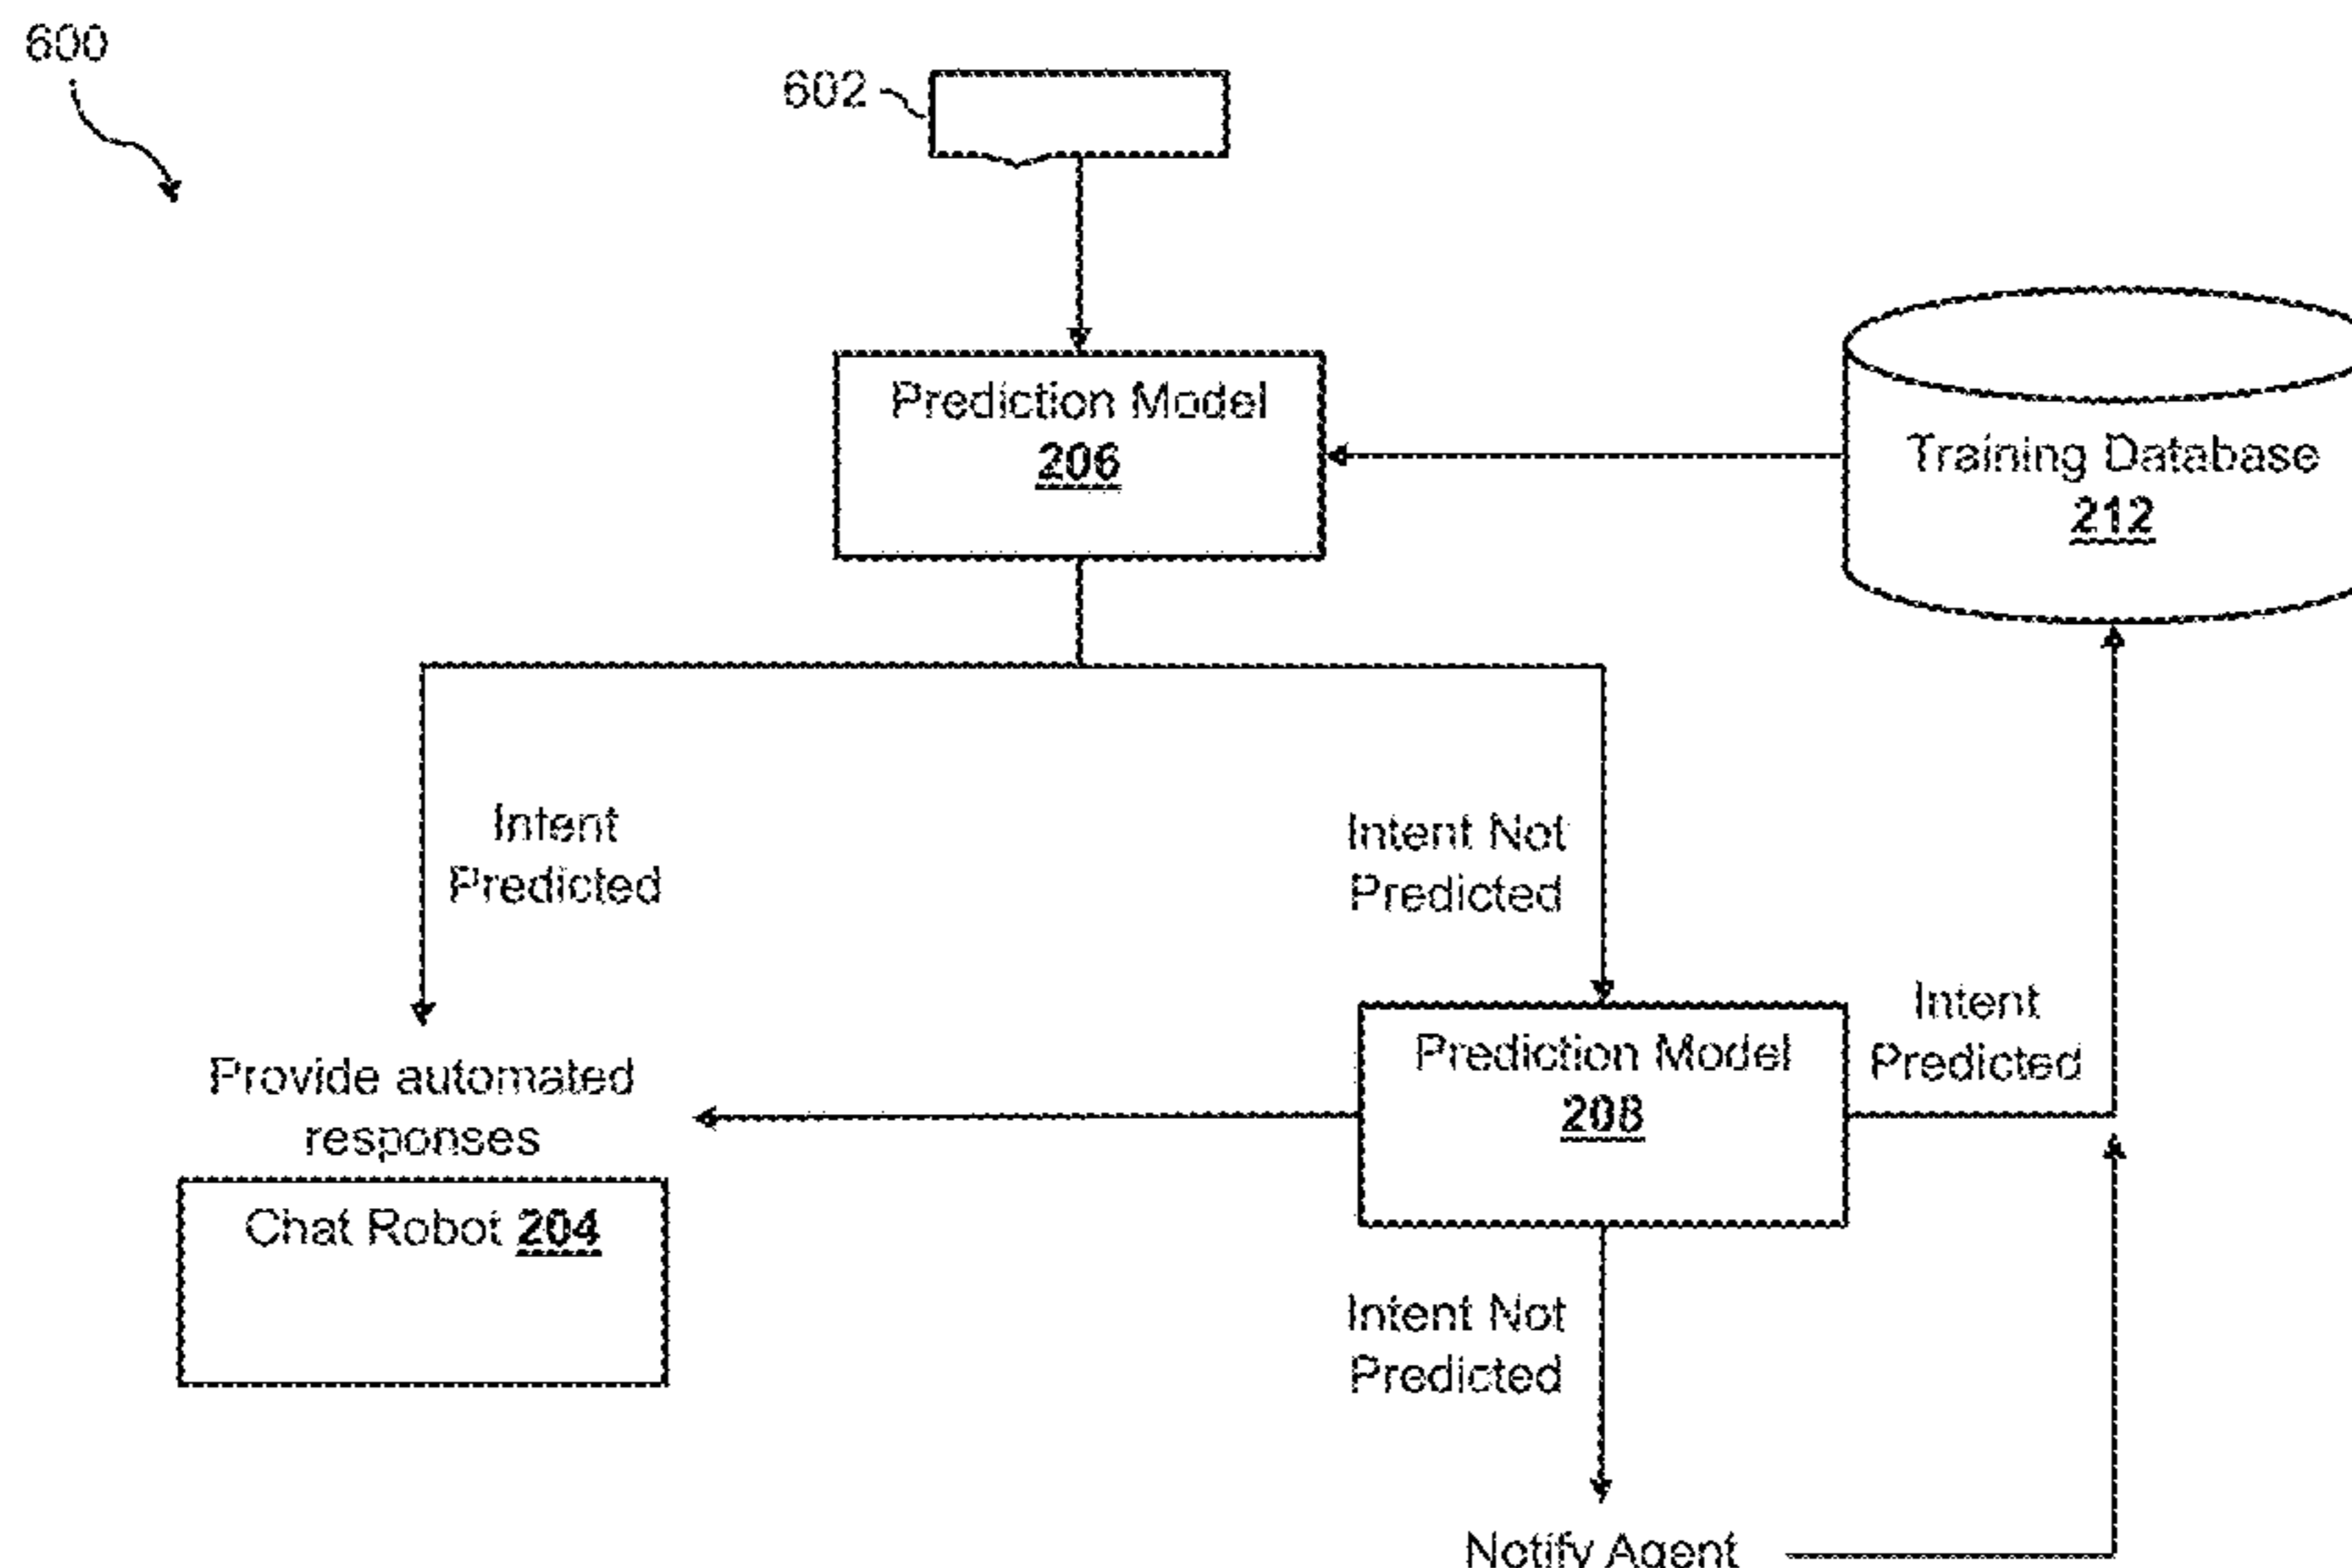 600
602
Prediction Model
206
Training Database
212
Intent
Predicted
Intent Not
Predicted
Intent
Predicted
Prediction Model
208
Provide automated
responses
Chat Robot 204
Intent Not
Predicted
Notify Agent